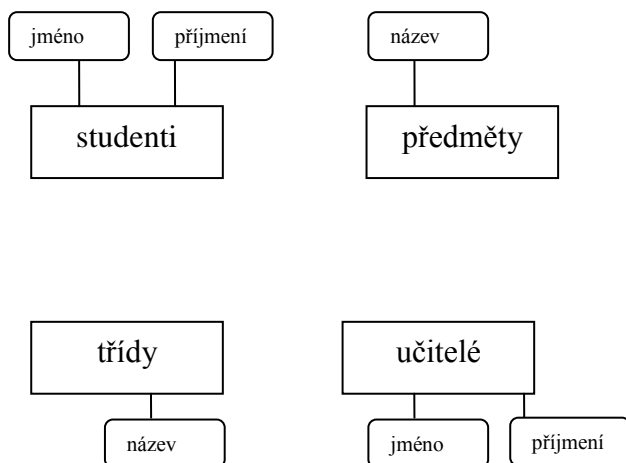 jméno
příjmení
název
studenti
předměty
třídy
učitelé
název
jméno
příjmení